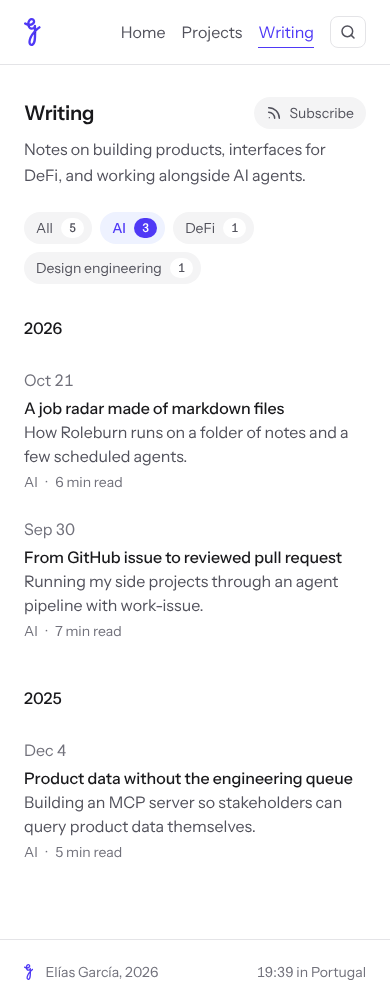 Home Projects Writing
Writing
Subscribe
Notes on building products, interfaces for
DeFi, and working alongside AI agents.
All 5 AI 3 DeFi 1
Design engineering 1
2026
Oct 21
A job radar made of markdown files
How Roleburn runs on a folder of notes and a
few scheduled agents.
AI · 6 min read
Sep 30
From GitHub issue to reviewed pull request
Running my side projects through an agent
pipeline with work-issue.
AI · 7 min read
2025
Dec 4
Product data without the engineering queue
Building an MCP server so stakeholders can
query product data themselves.
AI · 5 min read
Elías García, 2026
19:39 in Portugal